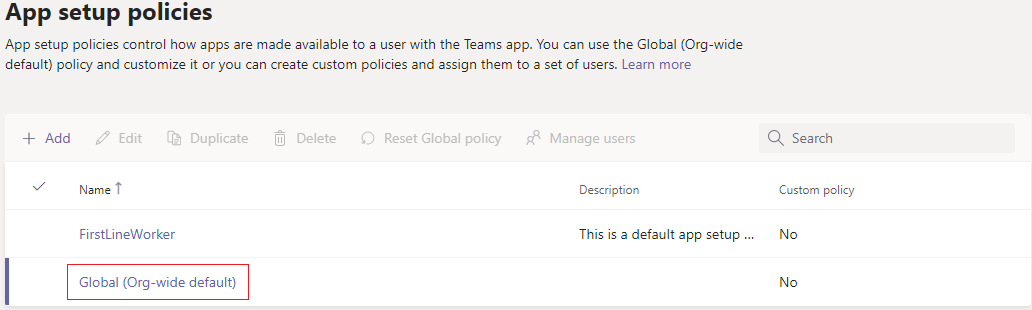 App setup policies
App setup policies control how apps are made available to a user with the Teams app. You can use the Global (Org-wide
default) policy and customize it or you can create custom policies and assign them to a set of users. Learn more
+ Add Edit Duplicate Delete Reset Global policy Manage users Search
✓ Name ↑ Description Custom policy
FirstLineWorker This is a default app setup ... No
Global (Org-wide default) No